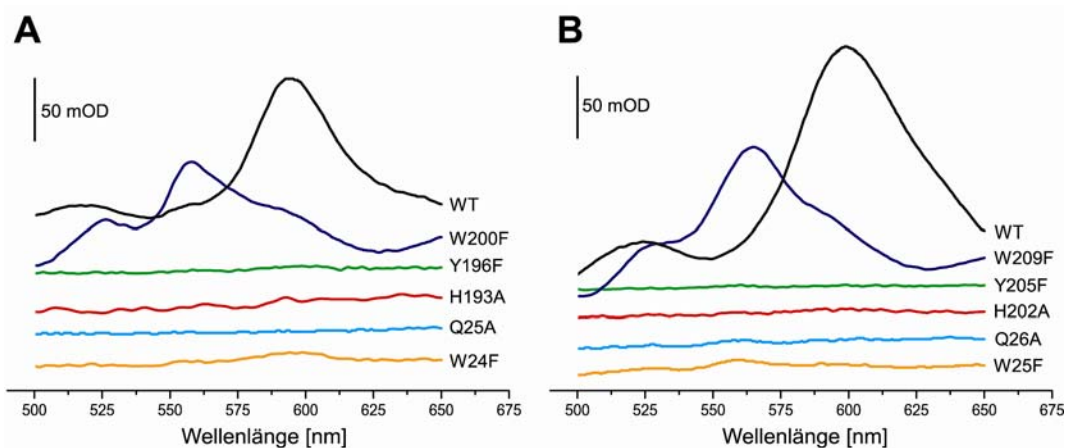 A
50 mOD
WT
W200F
Y196F
H193A
Q25A
W24F
500 525 550 575 600 625 650 675
Wellenlänge [nm]
B
50 mOD
WT
W209F
Y205F
H202A
Q26A
W25F
500 525 550 575 600 625 650 675
Wellenlänge [nm]